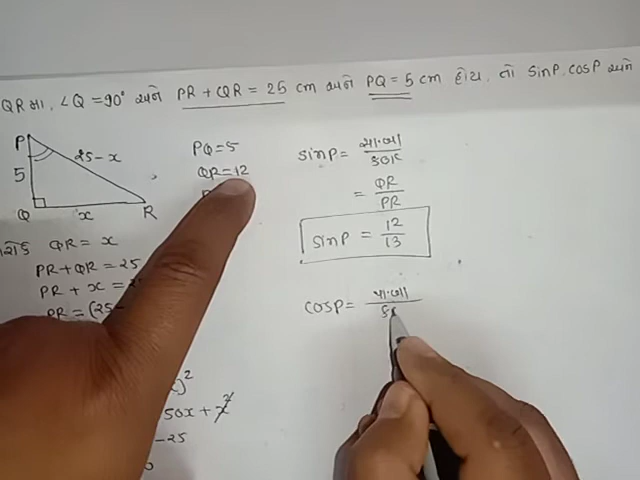 QR મા, ∠Q = 90° અને PR + QR = 25 cm અને PQ = 5 cm હોય, તો sinP, cosP અને
P
25 - x
5
Q
x
R
PQ = 5
QR = 12
sinP = સા.બા / કર્ણ
= QR / PR
sinP = 12 / 13
QR = x
PR + QR = 25
PR + x =
PR = (25 -
cosP = પા.બા
)²
50x + x²
- 25